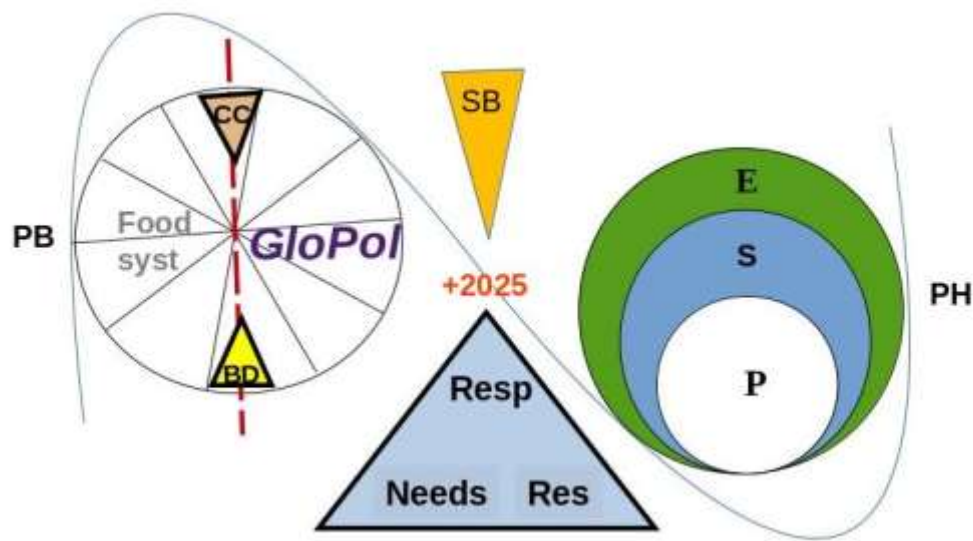 CC
SB
E
Food
syst
GloPol
PB
S
+2025
PH
BD
Resp
P
Needs
Res